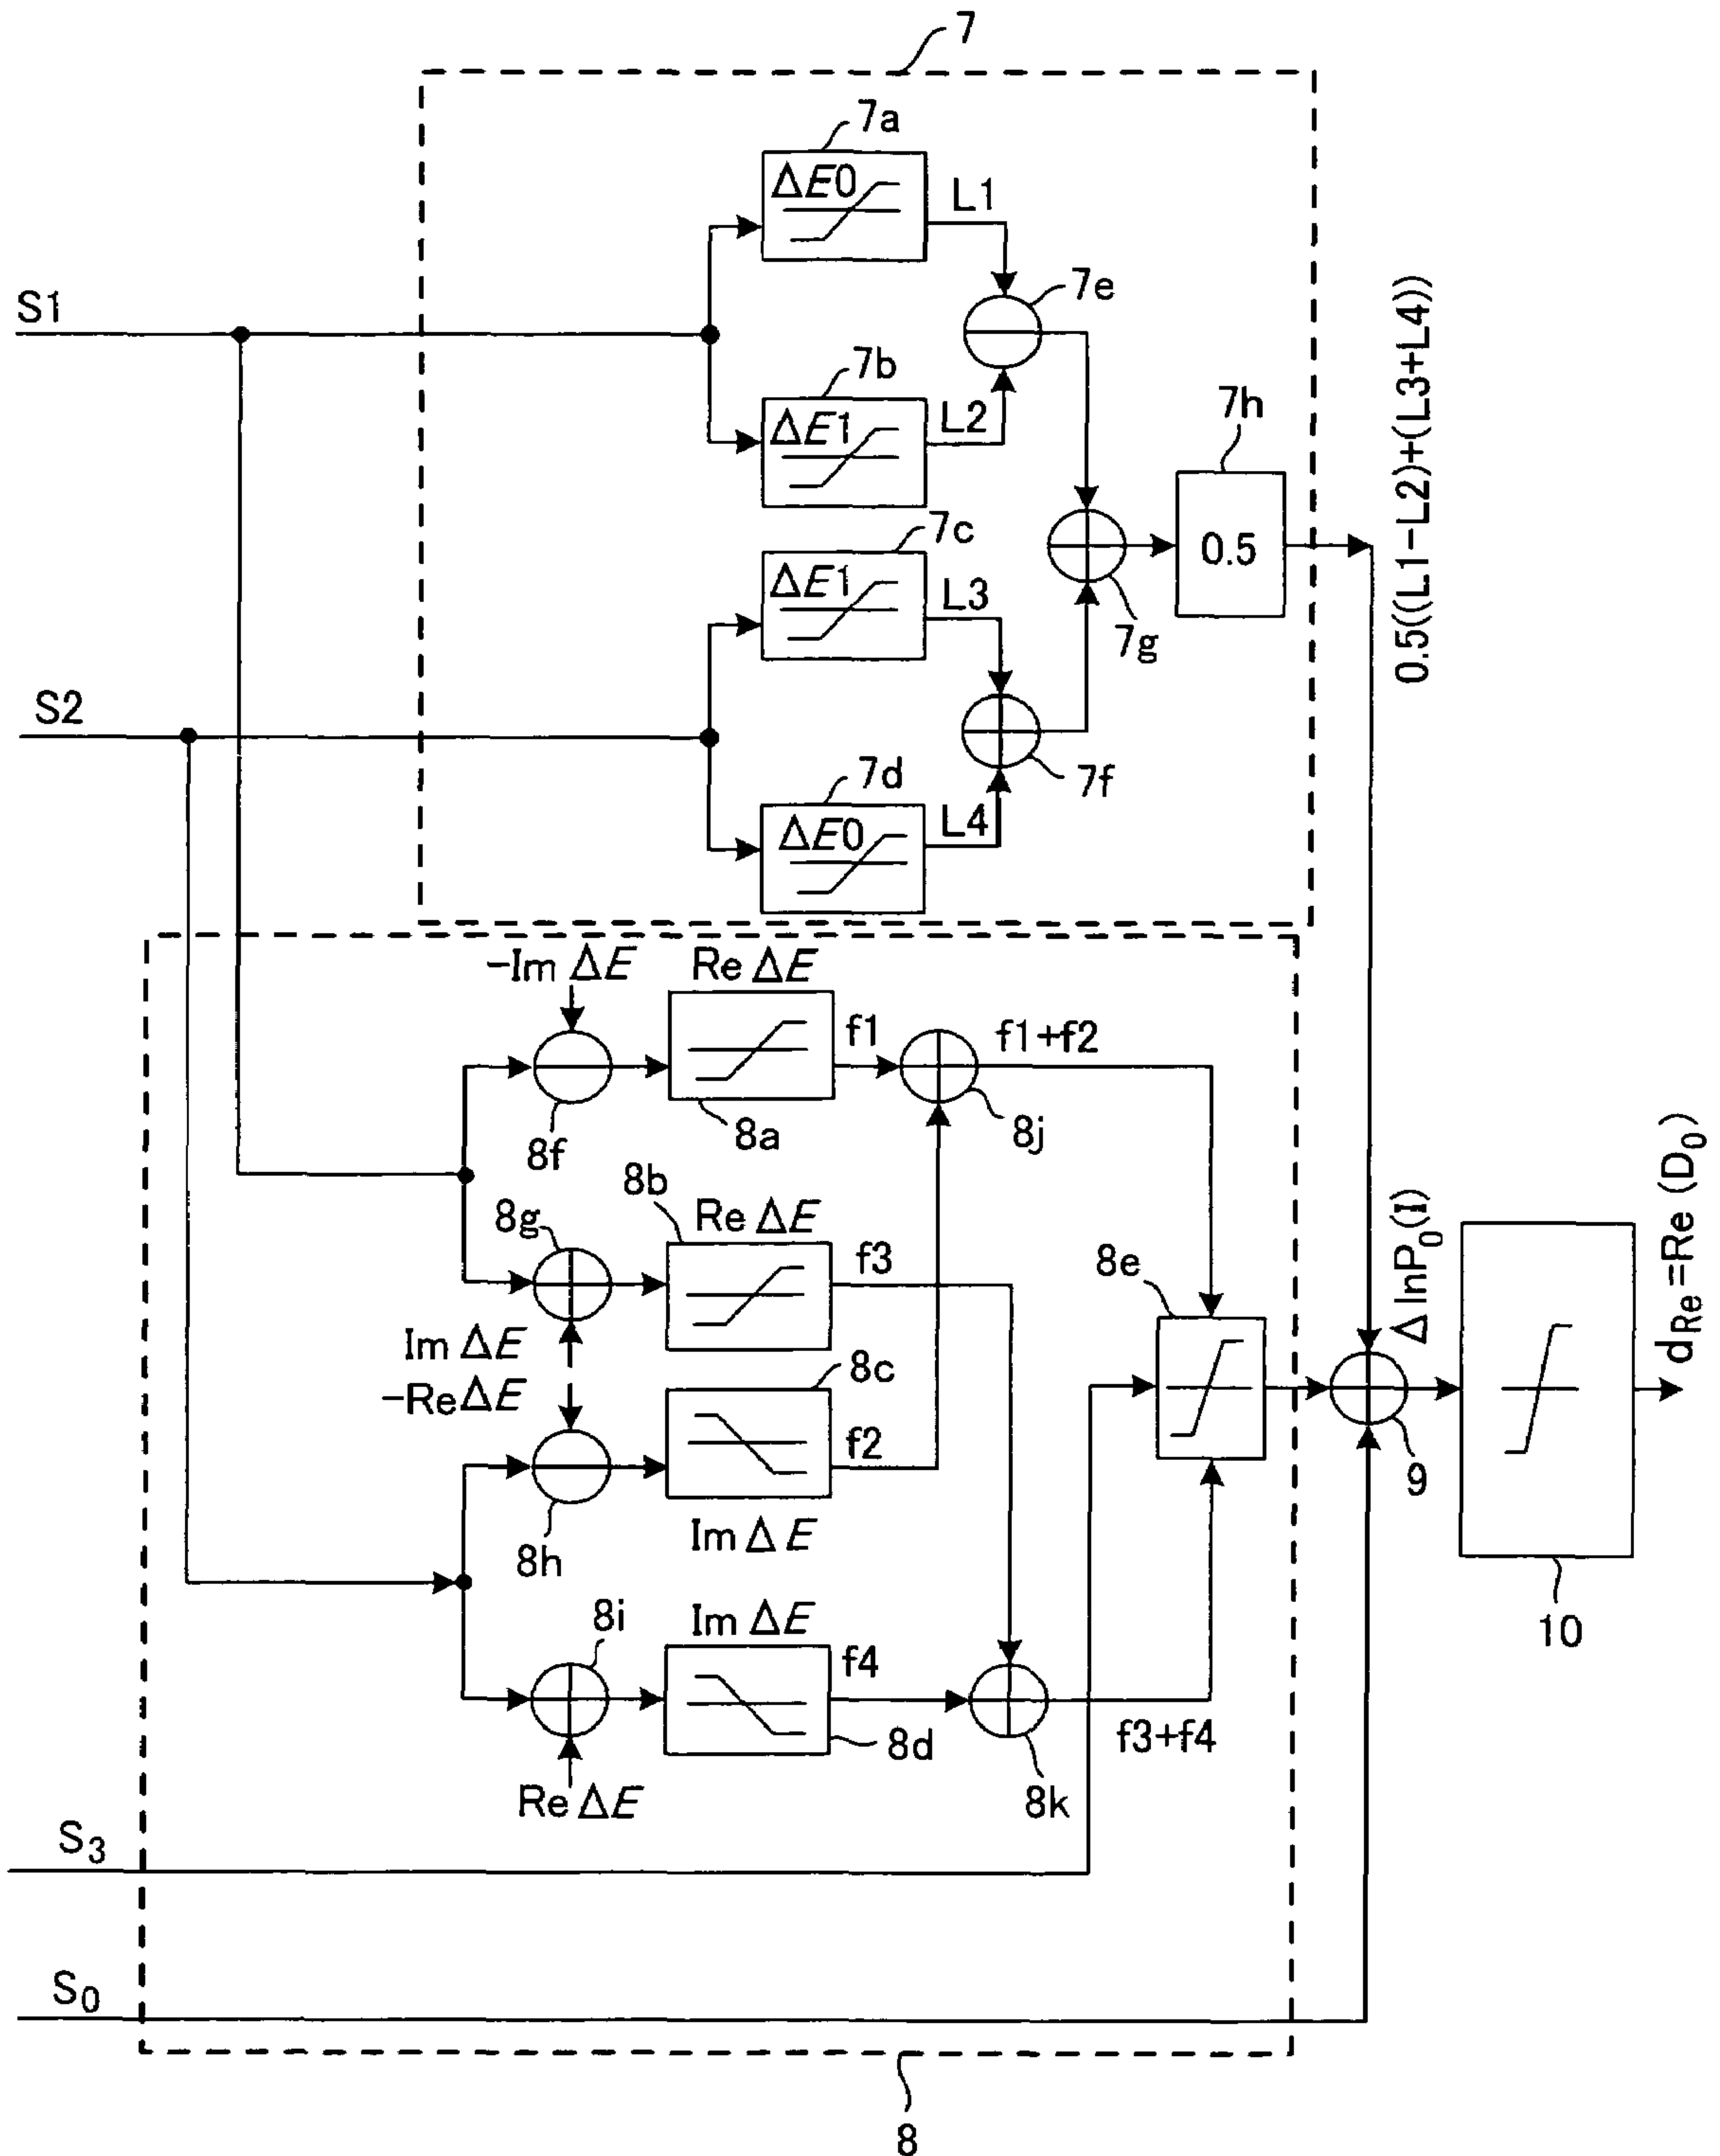 7
7a
ΔE0
L1
S1
7e
7b
ΔE1
L2
7h
0.5
0.5((L1-L2)+(L3+L4))
7c
ΔE1
L3
7g
S2
7d
7f
ΔE0
L4
-Im ΔE
Re ΔE
f1
f1+f2
8f
8a
8j
8b
8g
Re ΔE
f3
8e
ΔlnP₀(I)
dRe=Re(D₀)
Im ΔE
-Re ΔE
8c
f2
9
8h
Im ΔE
8i
Im ΔE
f4
10
8d
f3+f4
Re ΔE
8k
S₃
S₀
8